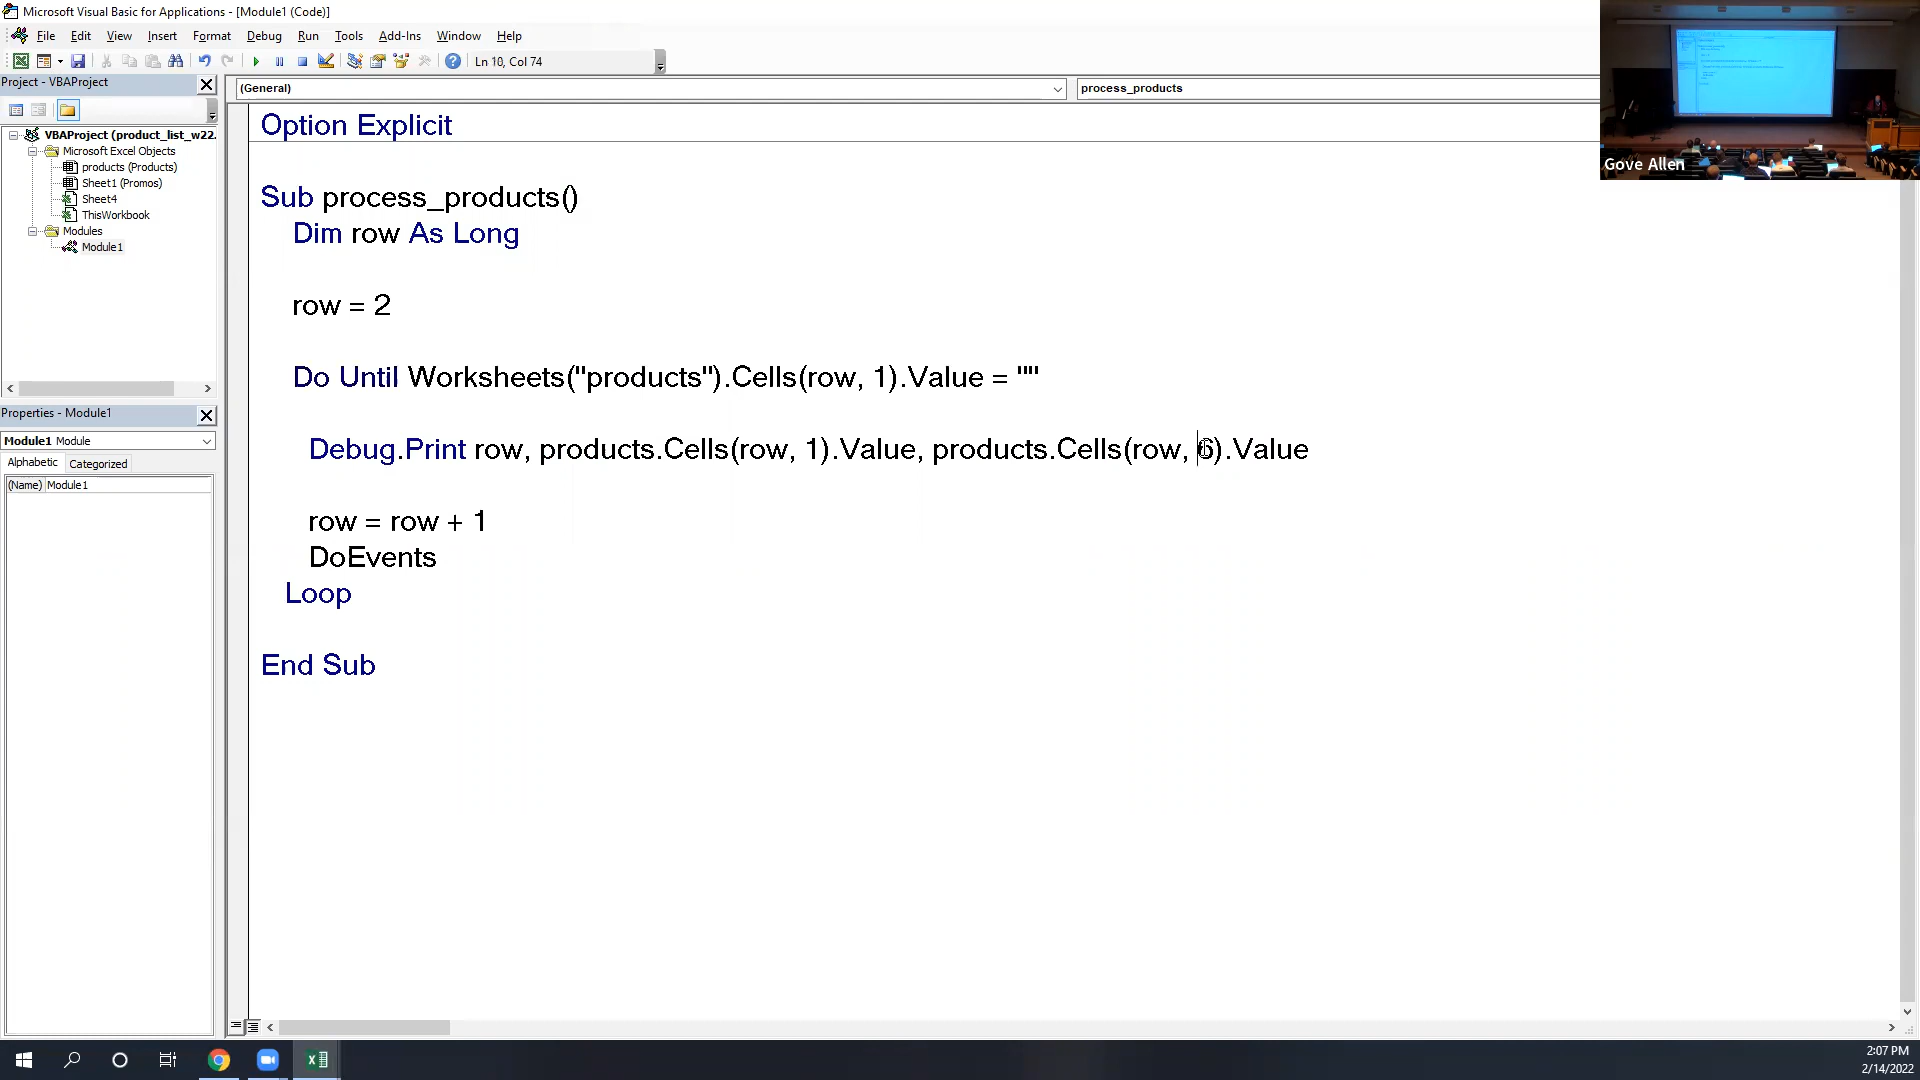 Microsoft Visual Basic for Applications - [Module1 (Code)]
File Edit View Insert Format Debug Run Tools Add-Ins Window Help
Ln 10, Col 74
Project - VBAProject
(General)
process_products
VBAProject (product_list_w22.
Microsoft Excel Objects
products (Products)
Sheet1 (Promos)
Sheet4
ThisWorkbook
Modules
Module1
Properties - Module1
Module1 Module
Alphabetic Categorized
(Name) Module1
Option Explicit
Sub process_products()
Dim row As Long
row = 2
Do Until Worksheets("products").Cells(row, 1).Value = ""
Debug.Print row, products.Cells(row, 1).Value, products.Cells(row, 6).Value
row = row + 1
DoEvents
Loop
End Sub
Gove Allen
2:07 PM
2/14/2022